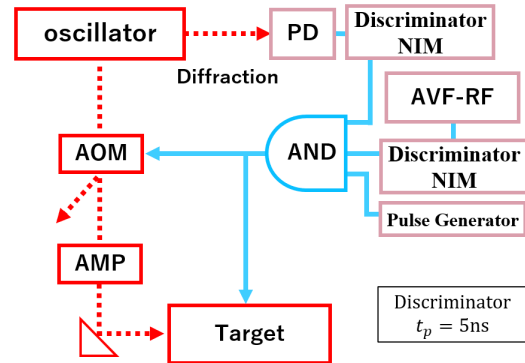 oscillator
PD
Discriminator
NIM
Diffraction
AVF-RF
AOM
AND
Discriminator
NIM
Pulse Generator
AMP
Target
Discriminator
t_p = 5ns